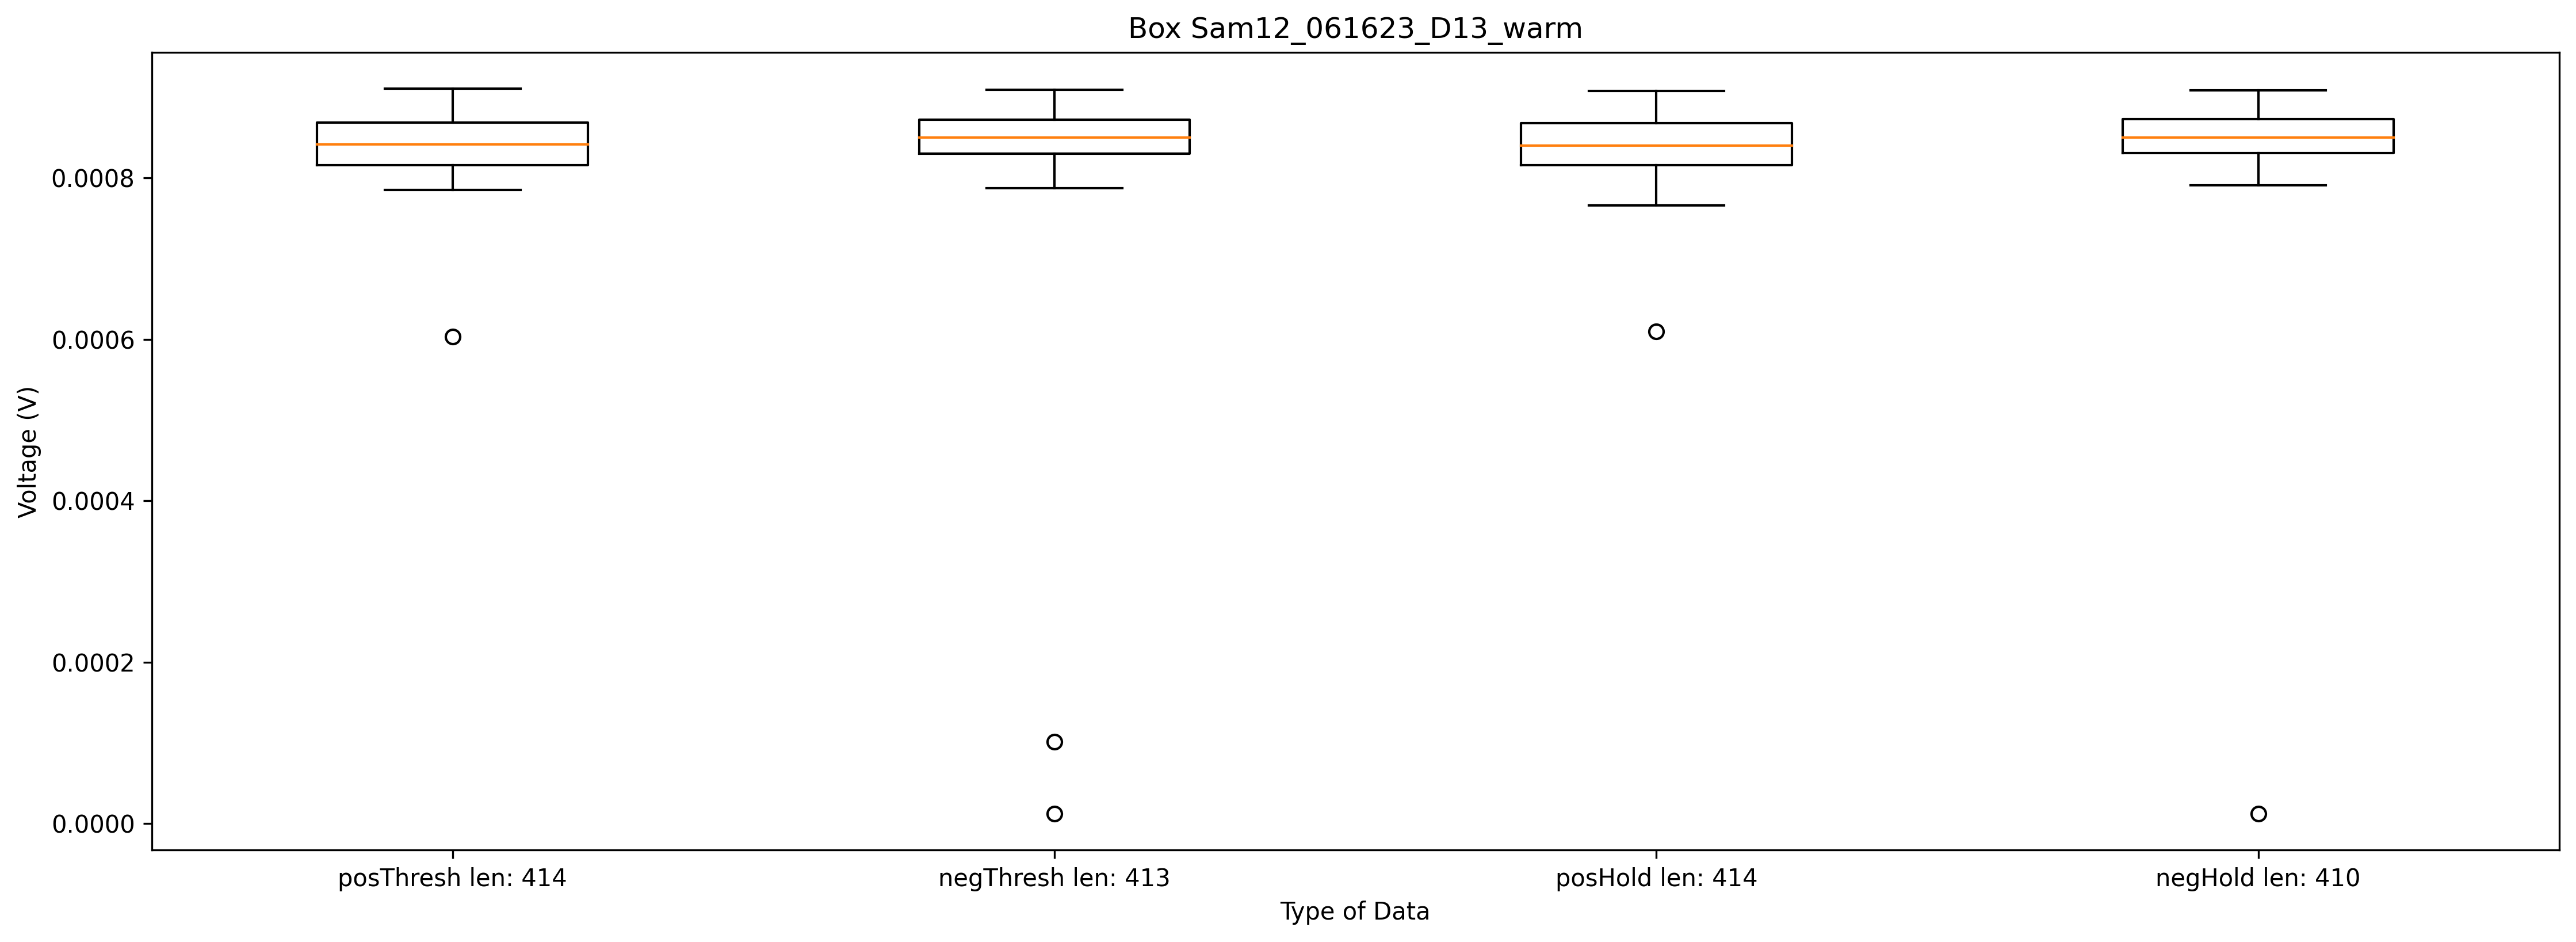 Box Sam12_061623_D13_warm
Voltage (V)
0.0008
0.0006
0.0004
0.0002
0.0000
posThresh len: 414
negThresh len: 413
posHold len: 414
negHold len: 410
Type of Data